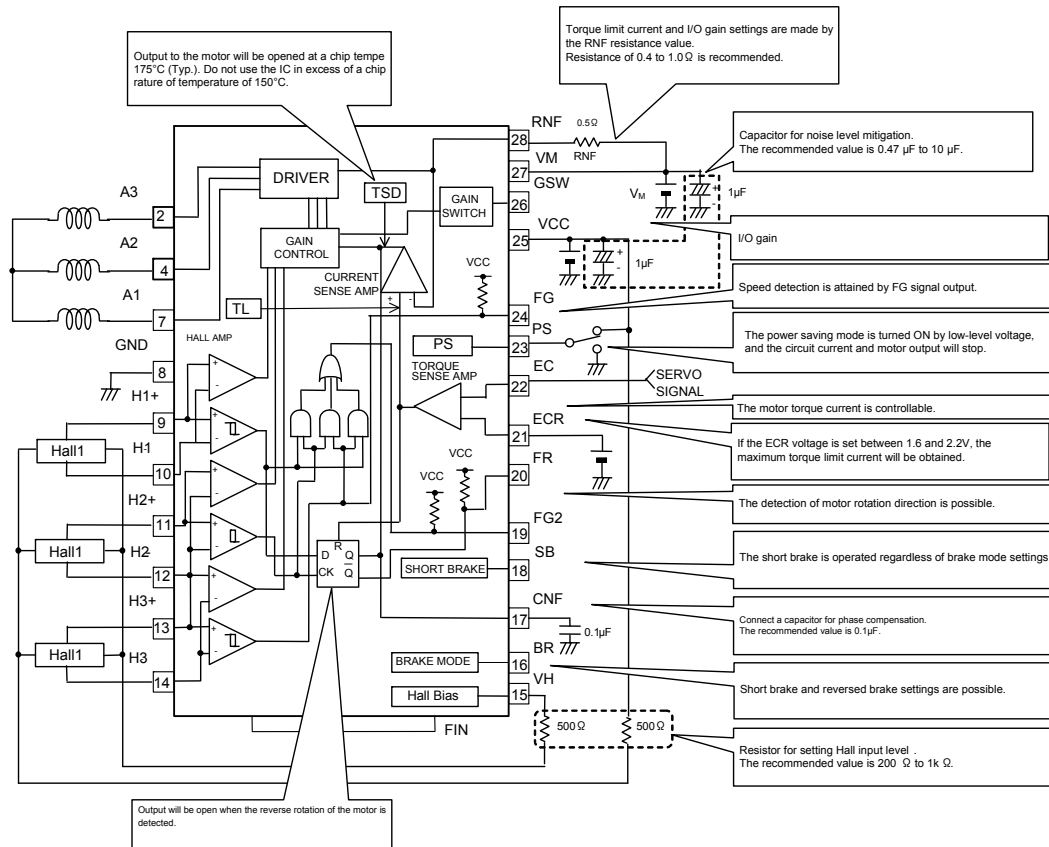 Torque limit current and I/O gain settings are made by
the RNF resistance value.
Resistance of 0.4 to 1.0Ω is recommended.
Output to the motor will be opened at a chip tempe
175°C (Typ.). Do not use the IC in excess of a chip
rature of temperature of 150°C.
RNF
0.5Ω
28
RNF
Capacitor for noise level mitigation.
The recommended value is 0.47 µF to 10 µF.
VM
27
GSW
DRIVER
TSD
GAIN
SWITCH
26
VM
+
-
1µF
A3
2
VCC
25
I/O gain
A2
4
GAIN
CONTROL
CURRENT
SENSE AMP
VCC
+
-
1µF
A1
7
TL
+
-
FG
24
Speed detection is attained by FG signal output.
GND
8
HALL AMP
PS
PS
23
The power saving mode is turned ON by low-level voltage,
and the circuit current and motor output will stop.
TORQUE
SENSE AMP
EC
22
SERVO
SIGNAL
H1+
9
+
-
ECR
21
The motor torque current is controllable.
Hall1
H-1
10
+
-
VCC
If the ECR voltage is set between 1.6 and 2.2V, the
maximum torque limit current will be obtained.
FR
20
H2+
11
+
-
VCC
The detection of motor rotation direction is possible.
FG2
19
Hall1
H2-
12
+
-
R
D
Q
CK
Q
SHORT BRAKE
SB
18
The short brake is operated regardless of brake mode settings
H3+
13
+
-
CNF
17
0.1µF
Connect a capacitor for phase compensation.
The recommended value is 0.1µF.
Hall1
H3
14
+
-
BRAKE MODE
BR
16
Short brake and reversed brake settings are possible.
Hall Bias
VH
15
FIN
500Ω
500Ω
Resistor for setting Hall input level .
The recommended value is 200 Ω to 1k Ω.
Output will be open when the reverse rotation of the motor is
detected.